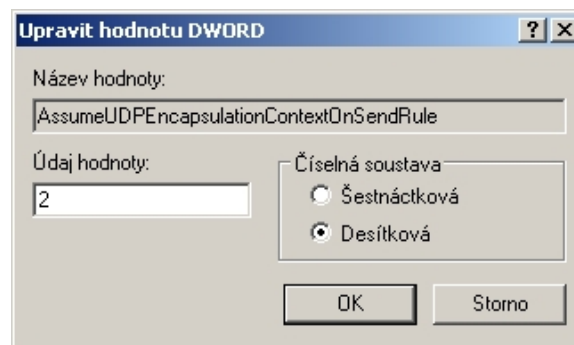 Upravit hodnotu DWORD
Název hodnoty:
AssumeUDPEncapsulationContextOnSendRule
Údaj hodnoty:
2
Číselná soustava
Šestnáctková
Desítková
OK
Storno